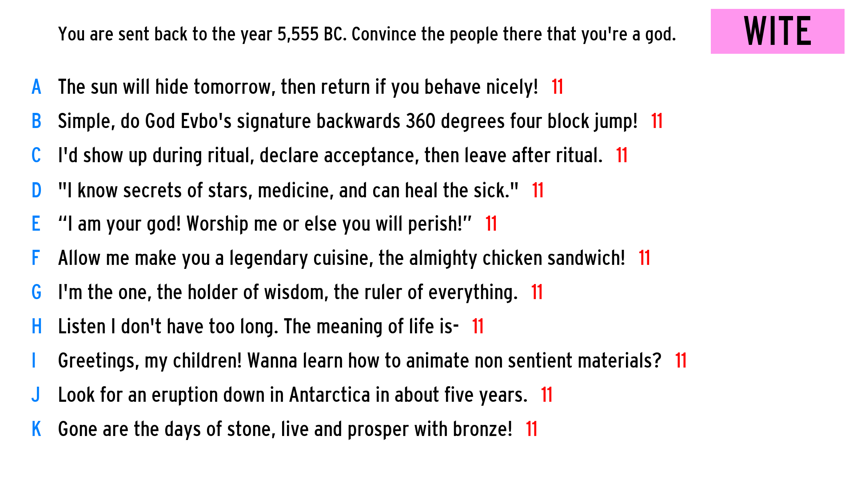 You are sent back to the year 5,555 BC. Convince the people there that you're a god.
WITE
A The sun will hide tomorrow, then return if you behave nicely! 11
B Simple, do God Evbo's signature backwards 360 degrees four block jump! 11
C I'd show up during ritual, declare acceptance, then leave after ritual. 11
D "I know secrets of stars, medicine, and can heal the sick." 11
E “I am your god! Worship me or else you will perish!” 11
F Allow me make you a legendary cuisine, the almighty chicken sandwich! 11
G I'm the one, the holder of wisdom, the ruler of everything. 11
H Listen I don't have too long. The meaning of life is- 11
I Greetings, my children! Wanna learn how to animate non sentient materials? 11
J Look for an eruption down in Antarctica in about five years. 11
K Gone are the days of stone, live and prosper with bronze! 11